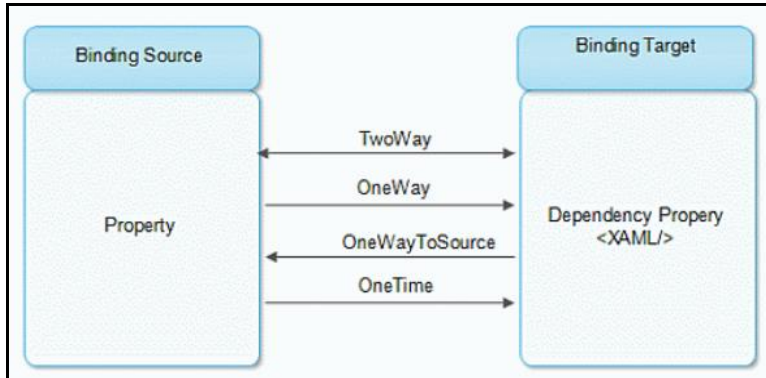 Binding Source
Binding Target
TwoWay
OneWay
Property
Dependency Propery
<XAML/>
OneWayToSource
OneTime